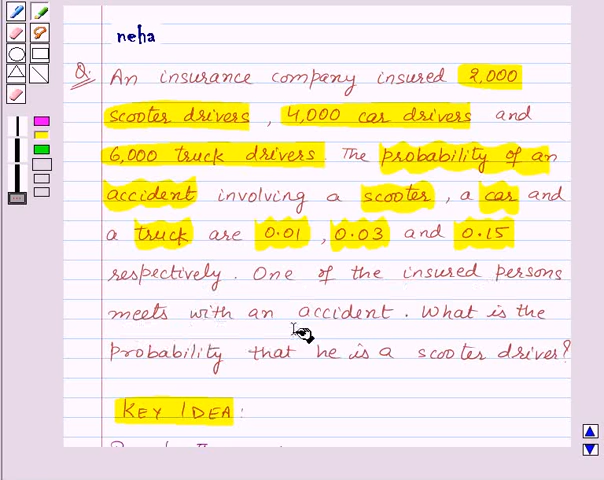 neha
Q. An insurance company insured 2,000
scooter drivers, 4,000 car drivers and
6,000 truck drivers. The probability of an
accident involving a scooter, a car and
a truck are 0.01, 0.03 and 0.15
respectively. One of the insured persons
meets with an accident. What is the
probability that he is a scooter driver?
KEY IDEA: